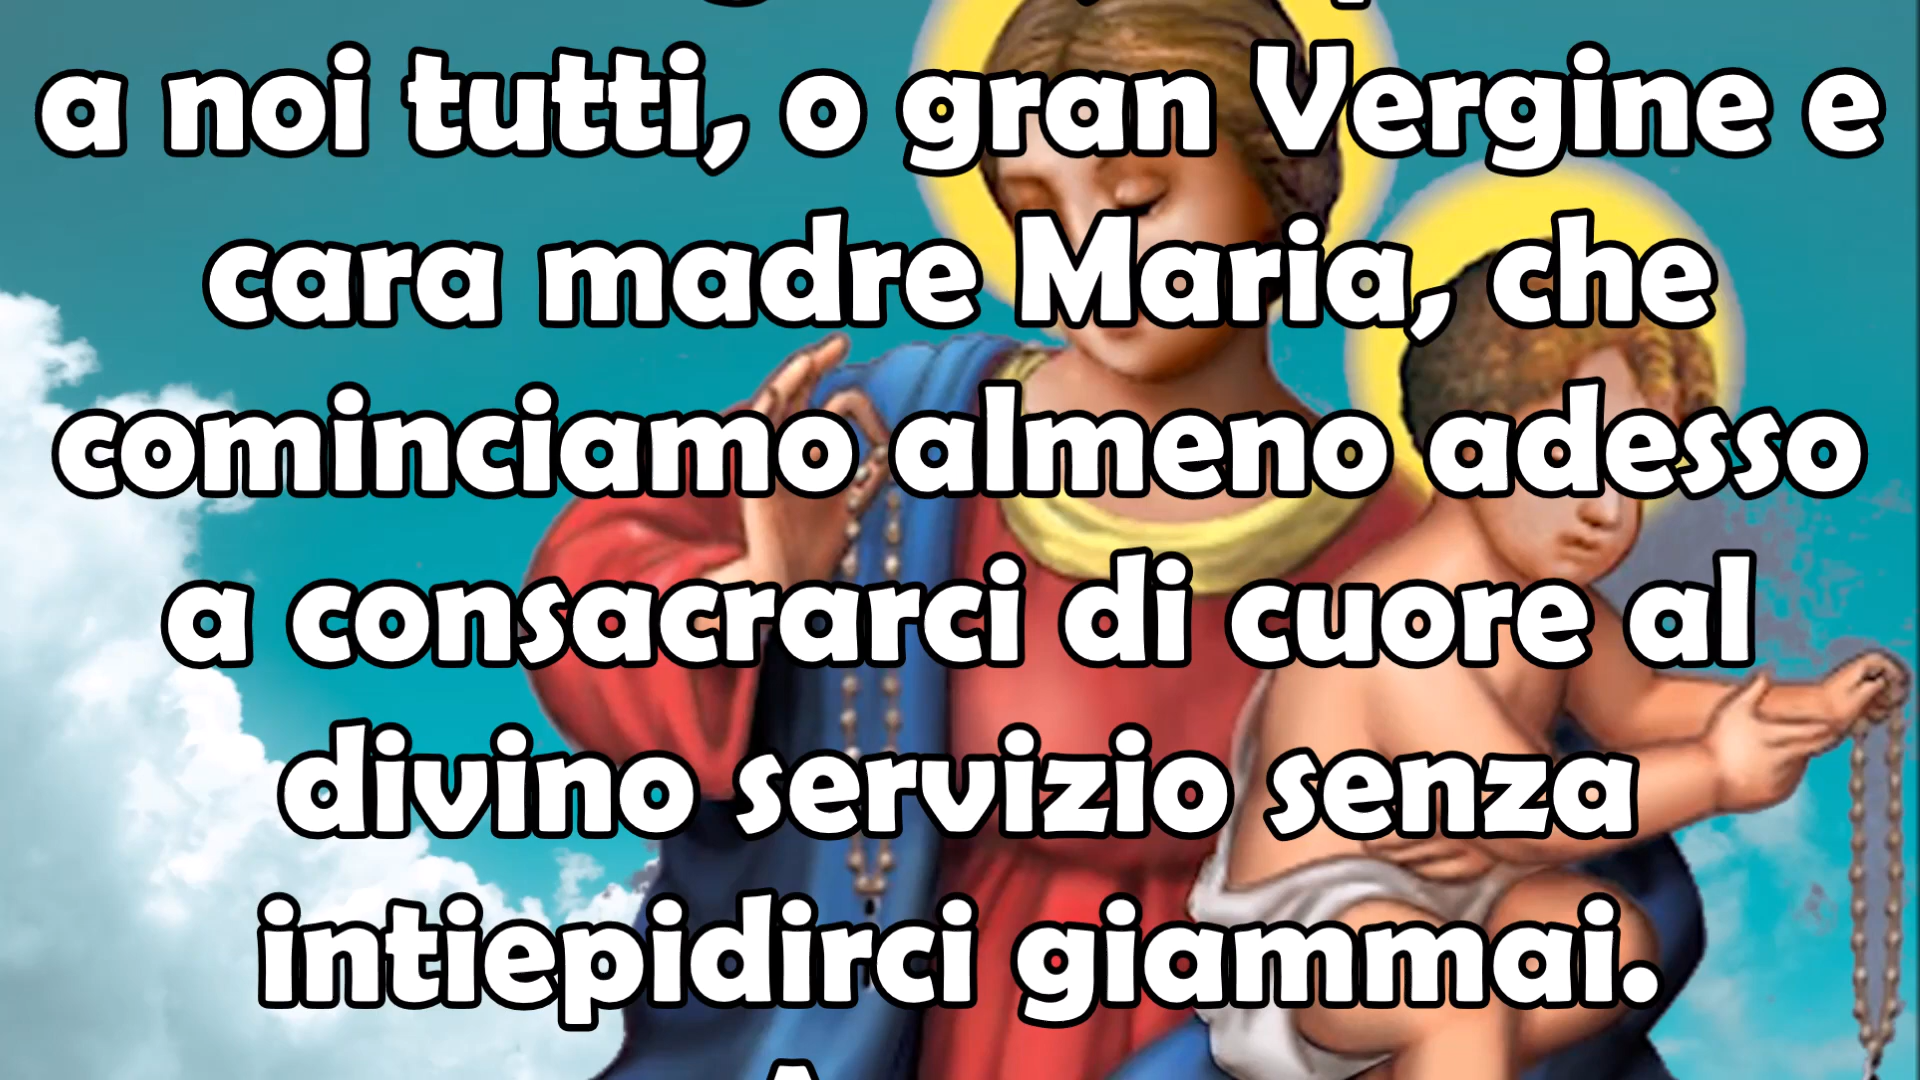 a noi tutti, o gran Vergine e
cara madre Maria, che
cominciamo almeno adesso
a consacrarci di cuore al
divino servizio senza
intiepidirci giammai.